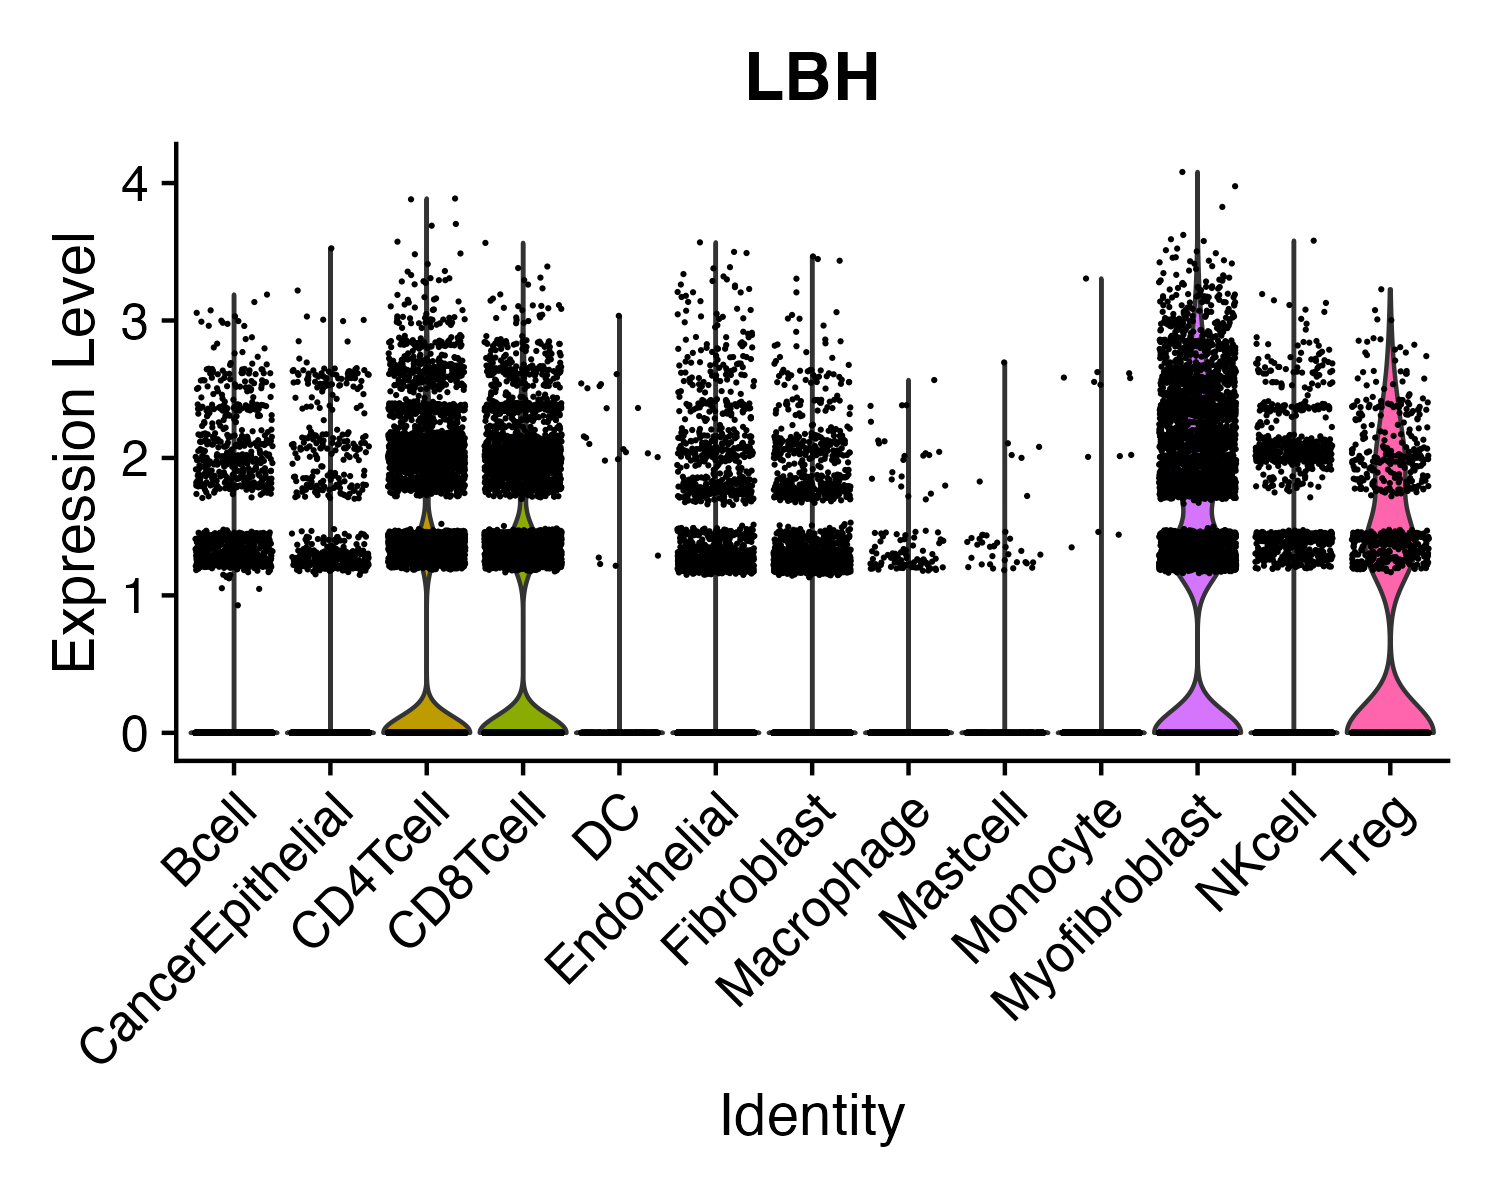 LBH
Expression Level
4
3
2
1
0
Bcell
CancerEpithelial
CD4Tcell
CD8Tcell
DC
Endothelial
Fibroblast
Macrophage
Mastcell
Monocyte
Myofibroblast
NKcell
Treg
Identity